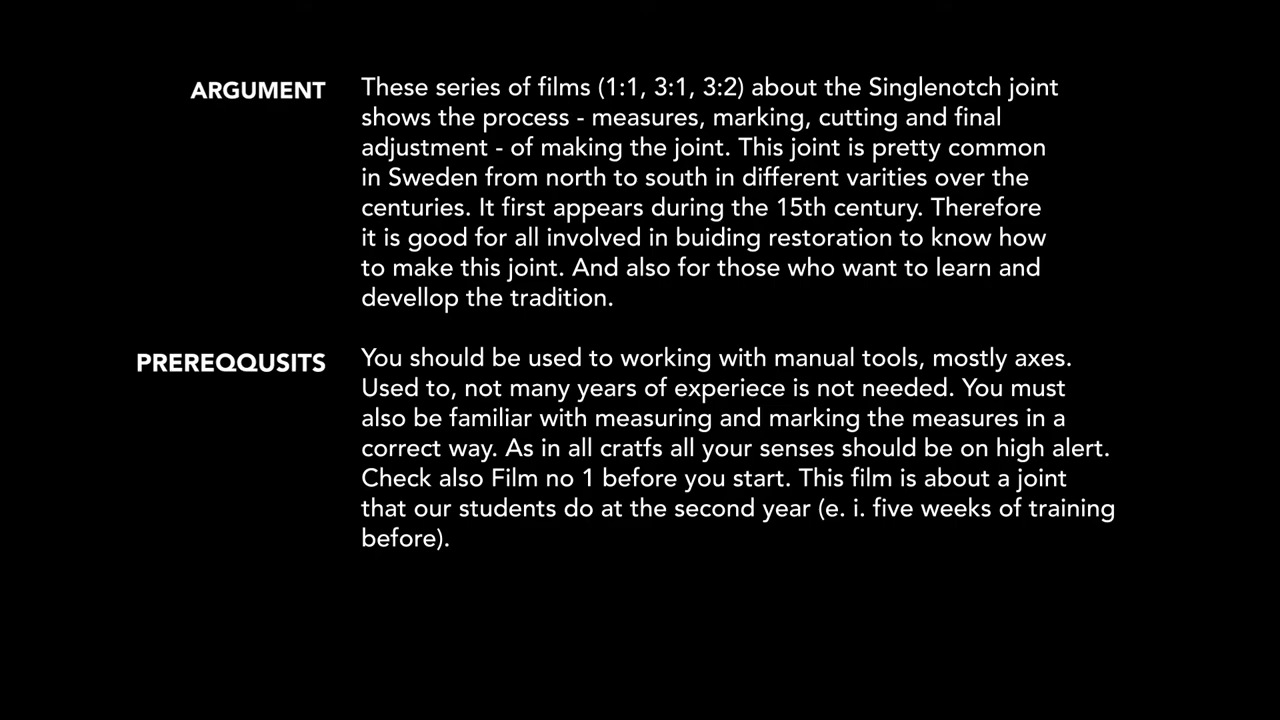 ARGUMENT These series of films (1:1, 3:1, 3:2) about the Singlenotch joint
shows the process - measures, marking, cutting and final
adjustment - of making the joint. This joint is pretty common
in Sweden from north to south in different varities over the
centuries. It first appears during the 15th century. Therefore
it is good for all involved in buiding restoration to know how
to make this joint. And also for those who want to learn and
devellop the tradition.
PREREQQUSITS You should be used to working with manual tools, mostly axes.
Used to, not many years of experiece is not needed. You must
also be familiar with measuring and marking the measures in a
correct way. As in all cratfs all your senses should be on high alert.
Check also Film no 1 before you start. This film is about a joint
that our students do at the second year (e. i. five weeks of training
before).